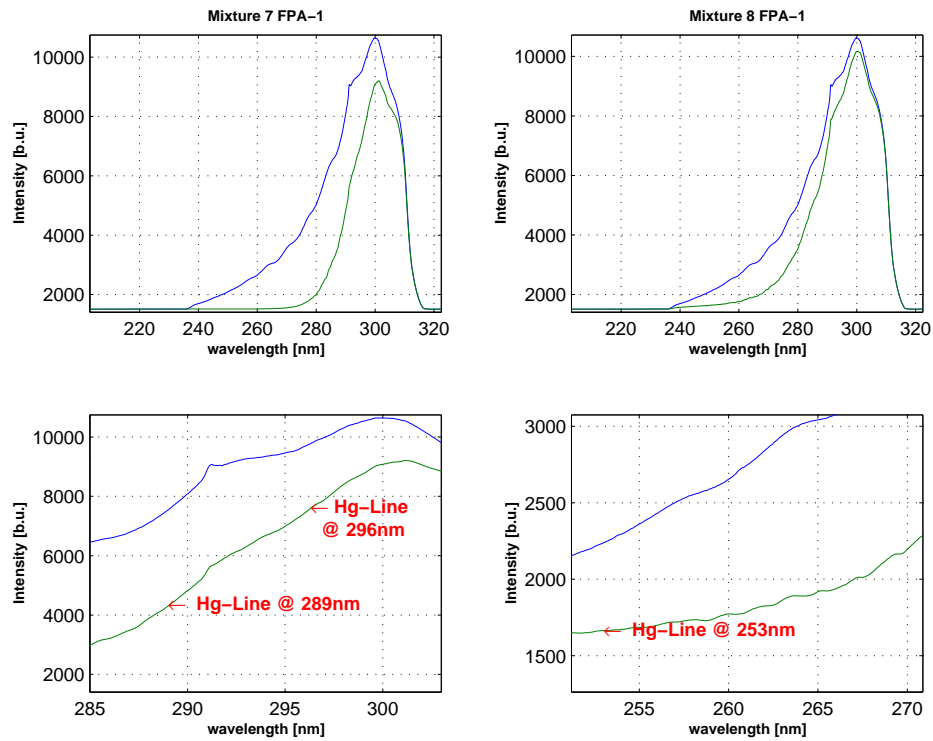 Mixture 7 FPA−1
Intensity [b.u.]
10000
8000
6000
4000
2000
220 240 260 280 300 320
wavelength [nm]
Mixture 8 FPA−1
Intensity [b.u.]
10000
8000
6000
4000
2000
220 240 260 280 300 320
wavelength [nm]
Intensity [b.u.]
10000
8000
6000
4000
2000
← Hg−Line
@ 296nm
← Hg−Line @ 289nm
285 290 295 300
wavelength [nm]
Intensity [b.u.]
3000
2500
2000
1500
← Hg−Line @ 253nm
255 260 265 270
wavelength [nm]